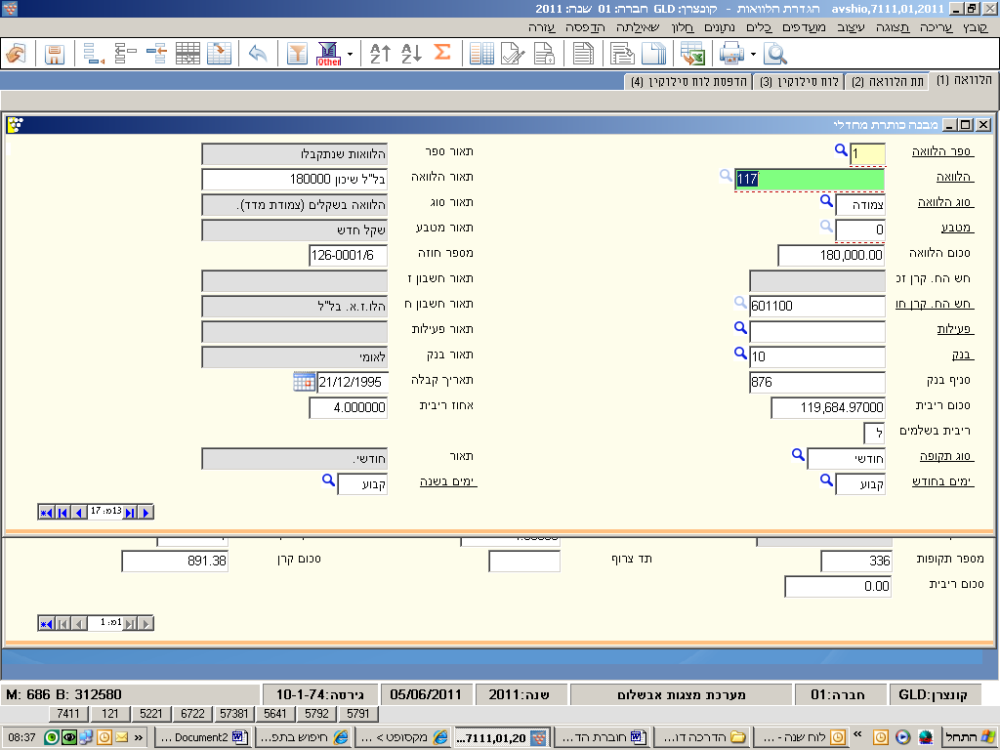 avshio,7111,01,2011 הגדרת הלוואות - קונצרן: GLD חברה: 01 שנה: 2011
קובץ עריכה תצוגה עיצוב מועדפים כלים נתונים חלון שאילתה הדפסה עזרה
Other
הלוואה (1) תת הלוואה (2) לוח סילוקין (3) הדפסת לוח סילוקין (4)
מבנה כותרת מחדלי
ספר הלוואה 1 תאור ספר הלוואות שנתקבלו
הלוואה 117 תאור הלוואה בל"ל שיכון 180000
סוג הלוואה צמודה תאור סוג הלוואה בשקלים (צמודת מדד).
מטבע 0 תאור מטבע שקל חדש
סכום הלוואה 180,000.00 מספר חוזה 126-0001/6
חש הח. קרן זכ תאור חשבון ז
חש הח. קרן חו 601100 תאור חשבון ח הלו.ז.א. בל"ל
פעילות תאור פעילות
בנק 10 תאור בנק לאומי
סניף בנק 876 תאריך קבלה 21/12/1995
סכום ריבית 119,684.97000 אחוז ריבית 4.000000
ריבית בשלמים ל
סוג תקופה חודשי תאור חודשי.
ימים בחודש קבוע ימים בשנה קבוע
13מ: 17
מספר תקופות 336 תד צרוף סכום קרן 891.38
סכום ריבית 0.00
1מ: 1
קונצרן:GLD חברה:01 מערכת מצגות אבשלום שנה:2011 05/06/2011 גירסה:10-1-74 M: 686 B: 312580
7411 121 5221 6722 57381 5641 5792 5791
התחל לוח שנה - ... הדרכה דו... חוברת הד... 7111,01,20... מקסופט > ... חיפוש בתפ... Document2 ... 08:37